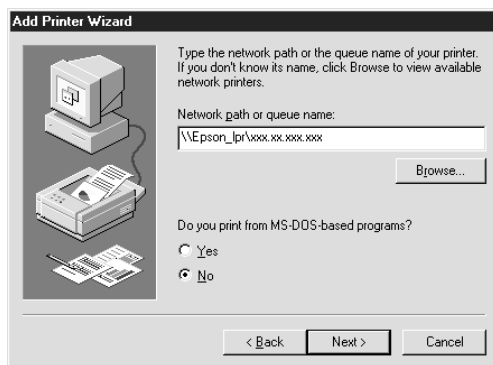 Add Printer Wizard
Type the network path or the queue name of your printer.
If you don't know its name, click Browse to view available
network printers.
Network path or queue name:
\\Epson_lpr\xxx.xx.xxx.xxx
Browse...
Do you print from MS-DOS-based programs?
Yes
No
< Back
Next >
Cancel